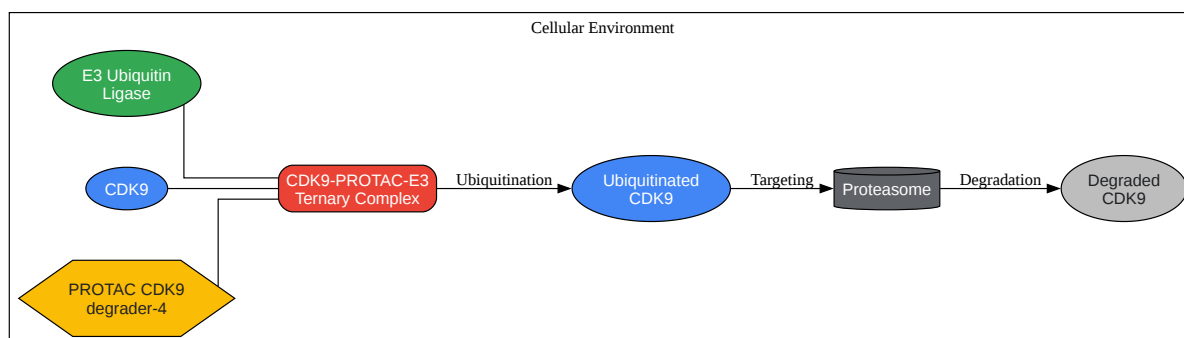 Cellular Environment
E3 Ubiquitin
Ligase
CDK9
PROTAC CDK9
degrader-4
CDK9-PROTAC-E3
Ternary Complex
Ubiquitination
Ubiquitinated
CDK9
Targeting
Proteasome
Degradation
Degraded
CDK9